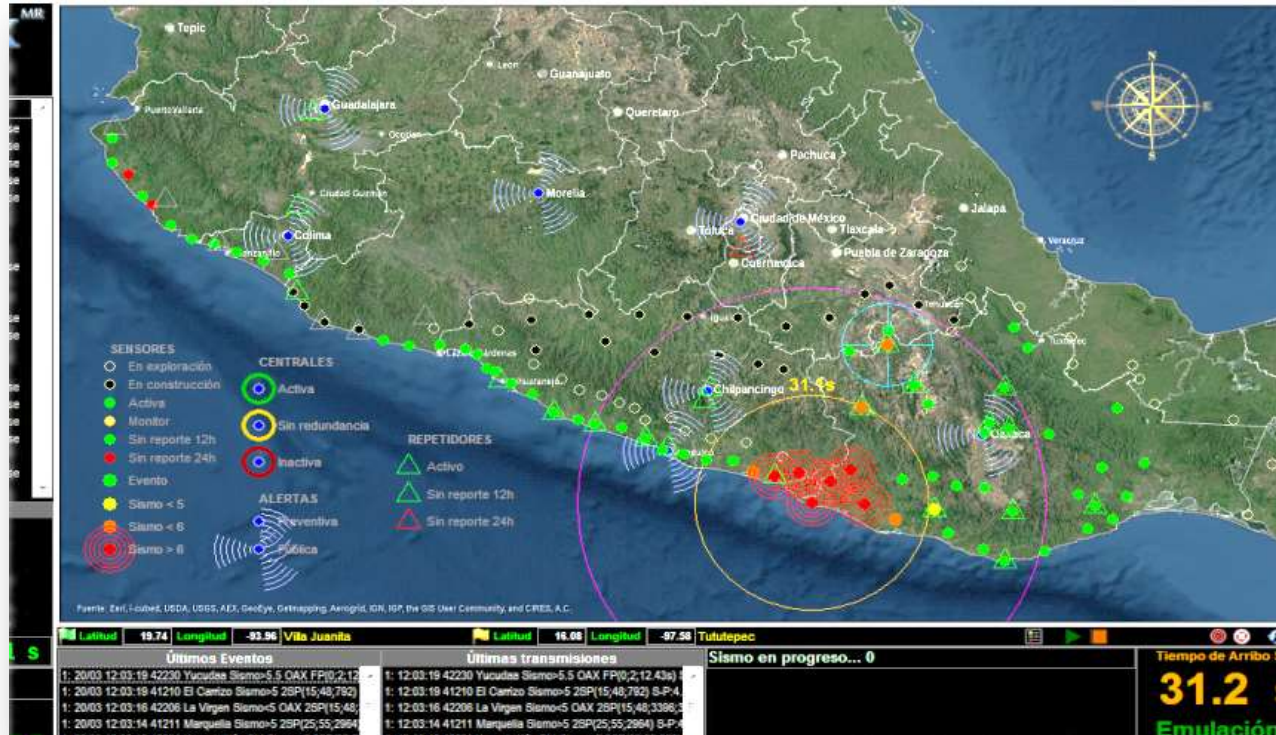 MR
Tepic
León
Guanajuato
Puerto Vallarta
Guadalajara
Ocotlán
Queretaro
Pachuca
Ciudad Guzmán
Morelia
Colima
Manzanillo
Ciudad de México
Toluca
Tlaxcala
Jalapa
Puebla de Zaragoza
Veracruz
Cuernavaca
Tehuacán
Tuxtepec
Chilpancingo
31.1s
Oaxaca
SENSORES
En exploración
En construcción
Activa
Monitor
Sin reporte 12h
Sin reporte 24h
Evento
Sismo < 5
Sismo < 6
Sismo > 6
CENTRALES
Activa
Sin redundancia
Inactiva
ALERTAS
Preventiva
Pública
REPETIDORES
Activo
Sin reporte 12h
Sin reporte 24h
Fuente: Esri, i-cubed, USDA, USGS, AEX, GeoEye, Getmapping, Aerogrid, IGN, IGP, the GIS User Community, and CIRES, A.C.
Latitud 19.74 Longitud -93.96 Villa Juanita Latitud 16.08 Longitud -97.58 Tututepec
Últimos Eventos
1: 20/03 12:03:19 42230 Yucudaa Sismo>5.5 OAX FP(0;2;12
1: 20/03 12:03:19 41210 El Carrizo Sismo>5 2SP(15;48;792)
1: 20/03 12:03:16 42206 La Virgen Sismo<5 OAX 2SP(15;48;
1: 20/03 12:03:14 41211 Marquelia Sismo>5 2SP(25;55;2964)
Últimas transmisiones
1: 12:03:19 42230 Yucudaa Sismo>5.5 OAX FP(0;2;12.43s)
1: 12:03:19 41210 El Carrizo Sismo>5 2SP(15;48;792) S-P:4.
1: 12:03:16 42206 La Virgen Sismo<5 OAX 2SP(15;48;3396;3
1: 12:03:14 41211 Marquelia Sismo>5 2SP(25;55;2964) S-P:4
Sismo en progreso... 0
Tiempo de Arribo
31.2
Emulación